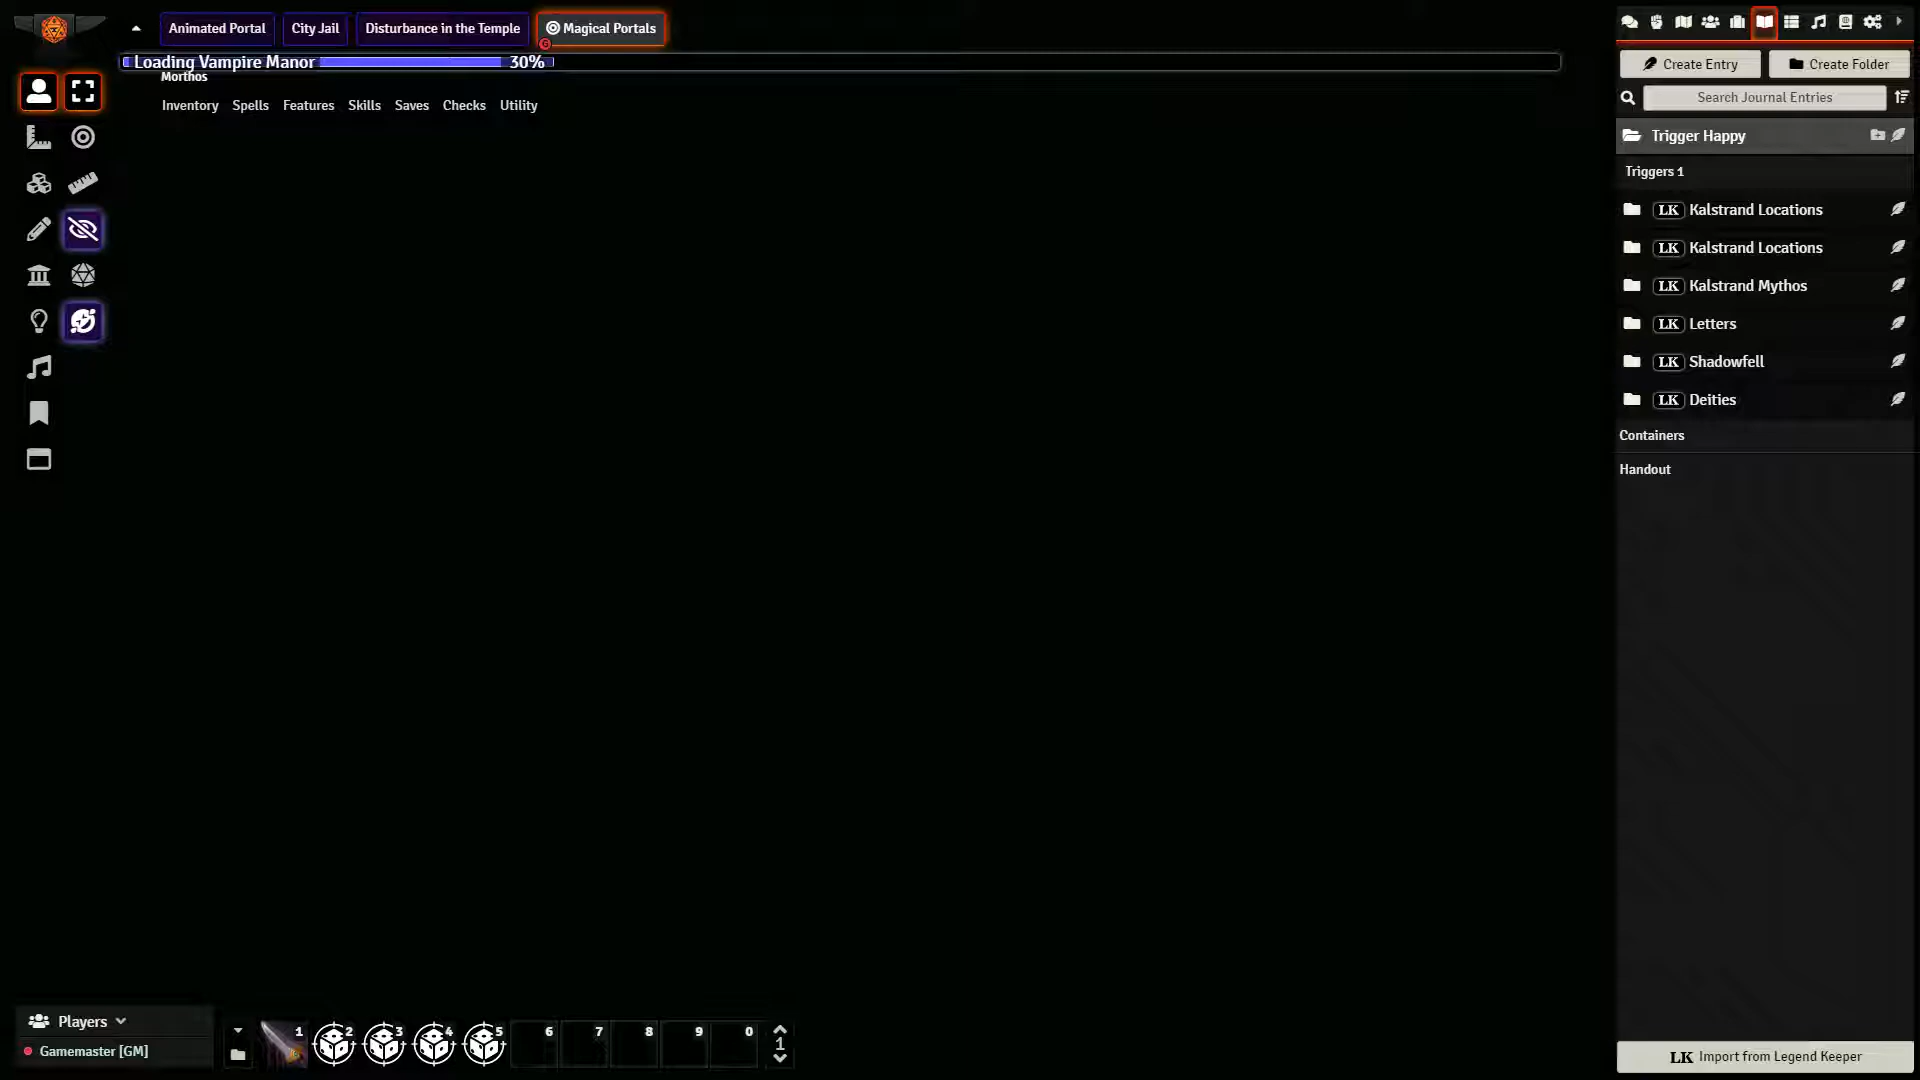 Animated Portal City Jail Disturbance in the Temple Magical Portals
G
Loading Vampire Manor 30%
Morthos
Inventory Spells Features Skills Saves Checks Utility
Create Entry Create Folder
Search Journal Entries
Trigger Happy
Triggers 1
LK Kalstrand Locations
LK Kalstrand Locations
LK Kalstrand Mythos
LK Letters
LK Shadowfell
LK Deities
Containers
Handout
Players
Gamemaster [GM]
1 2 3 4 5 6 7 8 9 0
1
LK Import from Legend Keeper